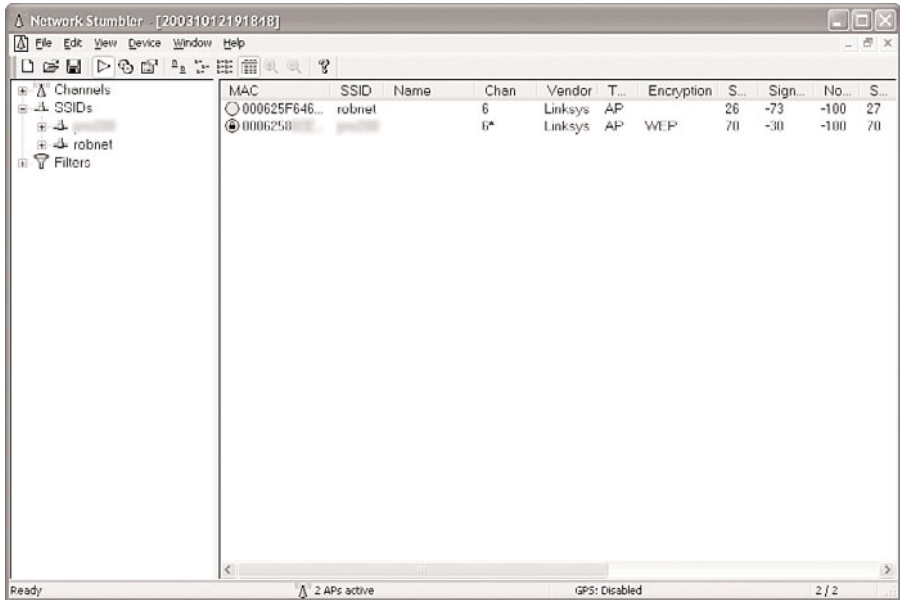 Network Stumbler - [20031012191848]
File Edit View Device Window Help
Channels
SSIDs
robnet
Filters
MAC SSID Name Chan Vendor T... Encryption S... Sign... No... S...
000625F646... robnet 6 Linksys AP 26 -73 -100 27
0006258 6* Linksys AP WEP 70 -30 -100 70
Ready 2 APs active GPS: Disabled 2 / 2